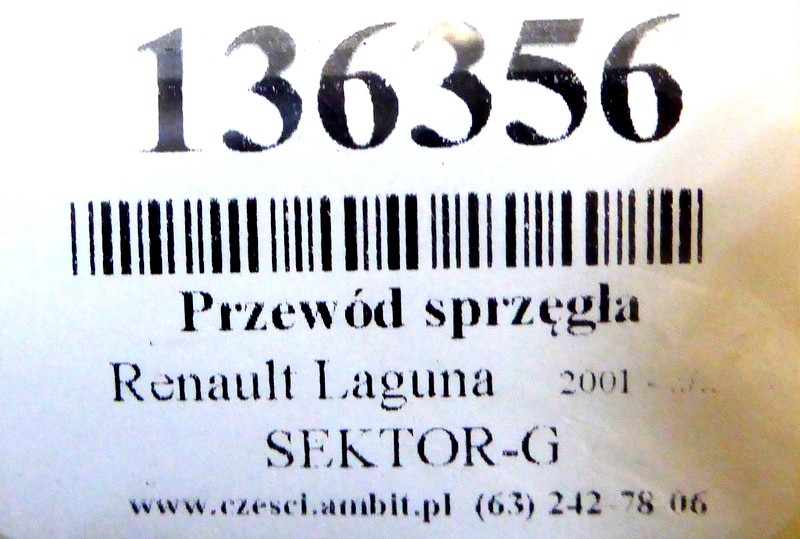 136356
Przewód sprzęgła
Renault Laguna 2001 -
SEKTOR-G
www.czesci.ambit.pl (63) 242-78-06